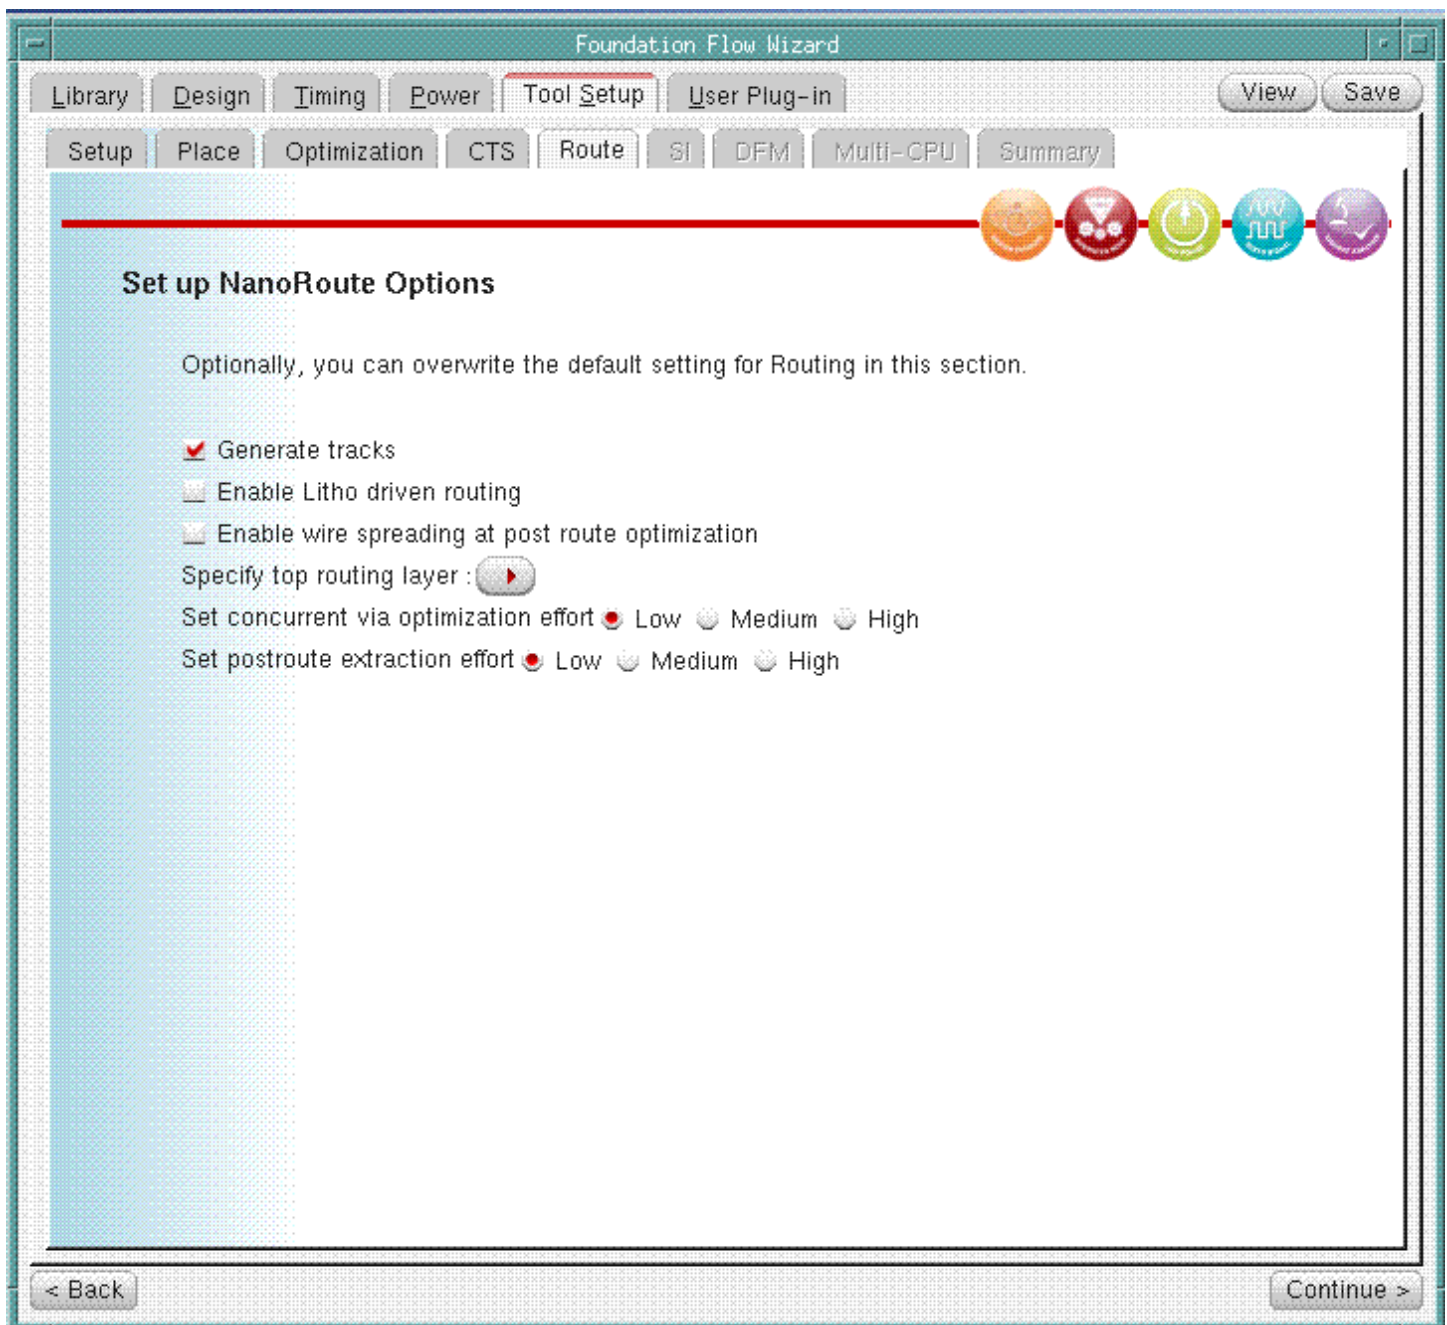 Foundation Flow Wizard
Library Design Timing Power Tool Setup User Plug-in View Save
Setup Place Optimization CTS Route SI DFM Multi-CPU Summary
Set up NanoRoute Options
Optionally, you can overwrite the default setting for Routing in this section.
Generate tracks
Enable Litho driven routing
Enable wire spreading at post route optimization
Specify top routing layer :
Set concurrent via optimization effort Low Medium High
Set postroute extraction effort Low Medium High
< Back Continue >